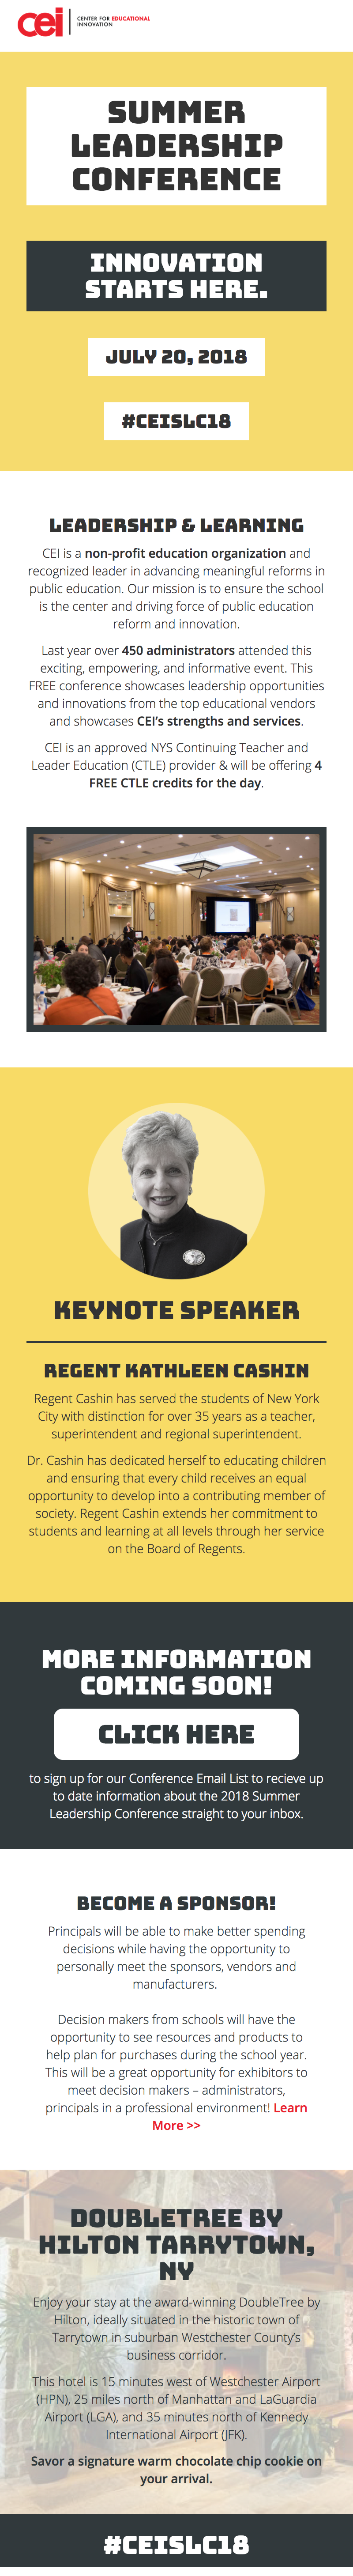 cei
CENTER FOR EDUCATIONAL
INNOVATION
SUMMER
LEADERSHIP
CONFERENCE
INNOVATION
STARTS HERE.
JULY 20, 2018
#CEISLC18
LEADERSHIP & LEARNING
CEI is a non-profit education organization and
recognized leader in advancing meaningful reforms in
public education. Our mission is to ensure the school
is the center and driving force of public education
reform and innovation.
Last year over 450 administrators attended this
exciting, empowering, and informative event. This
FREE conference showcases leadership opportunities
and innovations from the top educational vendors
and showcases CEI's strengths and services.
CEI is an approved NYS Continuing Teacher and
Leader Education (CTLE) provider & will be offering 4
FREE CTLE credits for the day.
KEYNOTE SPEAKER
REGENT KATHLEEN CASHIN
Regent Cashin has served the students of New York
City with distinction for over 35 years as a teacher,
superintendent and regional superintendent.
Dr. Cashin has dedicated herself to educating children
and ensuring that every child receives an equal
opportunity to develop into a contributing member of
society. Regent Cashin extends her commitment to
students and learning at all levels through her service
on the Board of Regents.
MORE INFORMATION
COMING SOON!
CLICK HERE
to sign up for our Conference Email List to recieve up
to date information about the 2018 Summer
Leadership Conference straight to your inbox.
BECOME A SPONSOR!
Principals will be able to make better spending
decisions while having the opportunity to
personally meet the sponsors, vendors and
manufacturers.
Decision makers from schools will have the
opportunity to see resources and products to
help plan for purchases during the school year.
This will be a great opportunity for exhibitors to
meet decision makers – administrators,
principals in a professional environment! Learn
More >>
DOUBLETREE BY
HILTON TARRYTOWN,
NY
Enjoy your stay at the award-winning DoubleTree by
Hilton, ideally situated in the historic town of
Tarrytown in suburban Westchester County's
business corridor.
This hotel is 15 minutes west of Westchester Airport
(HPN), 25 miles north of Manhattan and LaGuardia
Airport (LGA), and 35 minutes north of Kennedy
International Airport (JFK).
Savor a signature warm chocolate chip cookie on
your arrival.
#CEISLC18